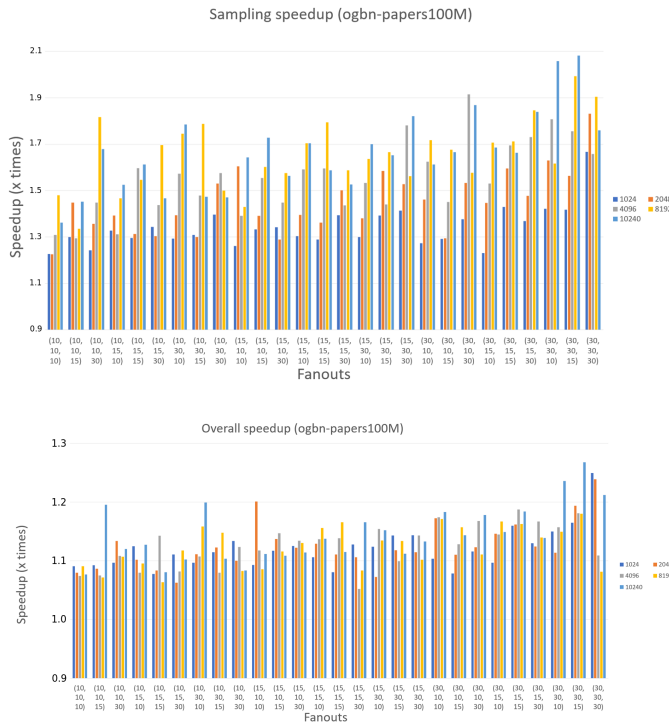 Sampling speedup (ogbn-papers100M)
Speedup (x times)
2.1
1.9
1.7
1.5
1.3
1.1
0.9
1024
2048
4096
8192
10240
(10, 10, 10)
(10, 10, 15)
(10, 10, 30)
(10, 15, 10)
(10, 15, 15)
(10, 15, 30)
(10, 30, 10)
(10, 30, 15)
(10, 30, 30)
(15, 10, 10)
(15, 10, 15)
(15, 10, 30)
(15, 15, 10)
(15, 15, 15)
(15, 15, 30)
(15, 30, 10)
(15, 30, 15)
(15, 30, 30)
(30, 10, 10)
(30, 10, 15)
(30, 10, 30)
(30, 15, 10)
(30, 15, 15)
(30, 15, 30)
(30, 30, 10)
(30, 30, 15)
(30, 30, 30)
Fanouts
Overall speedup (ogbn-papers100M)
Speedup (x times)
1.3
1.2
1.1
1.0
0.9
1024
204
4096
819
10240
(10, 10, 10)
(10, 10, 15)
(10, 10, 30)
(10, 15, 10)
(10, 15, 15)
(10, 15, 30)
(10, 30, 10)
(10, 30, 15)
(10, 30, 30)
(15, 10, 10)
(15, 10, 15)
(15, 10, 30)
(15, 15, 10)
(15, 15, 15)
(15, 15, 30)
(15, 30, 10)
(15, 30, 15)
(15, 30, 30)
(30, 10, 10)
(30, 10, 15)
(30, 10, 30)
(30, 15, 10)
(30, 15, 15)
(30, 15, 30)
(30, 30, 10)
(30, 30, 15)
(30, 30, 30)
Fanouts